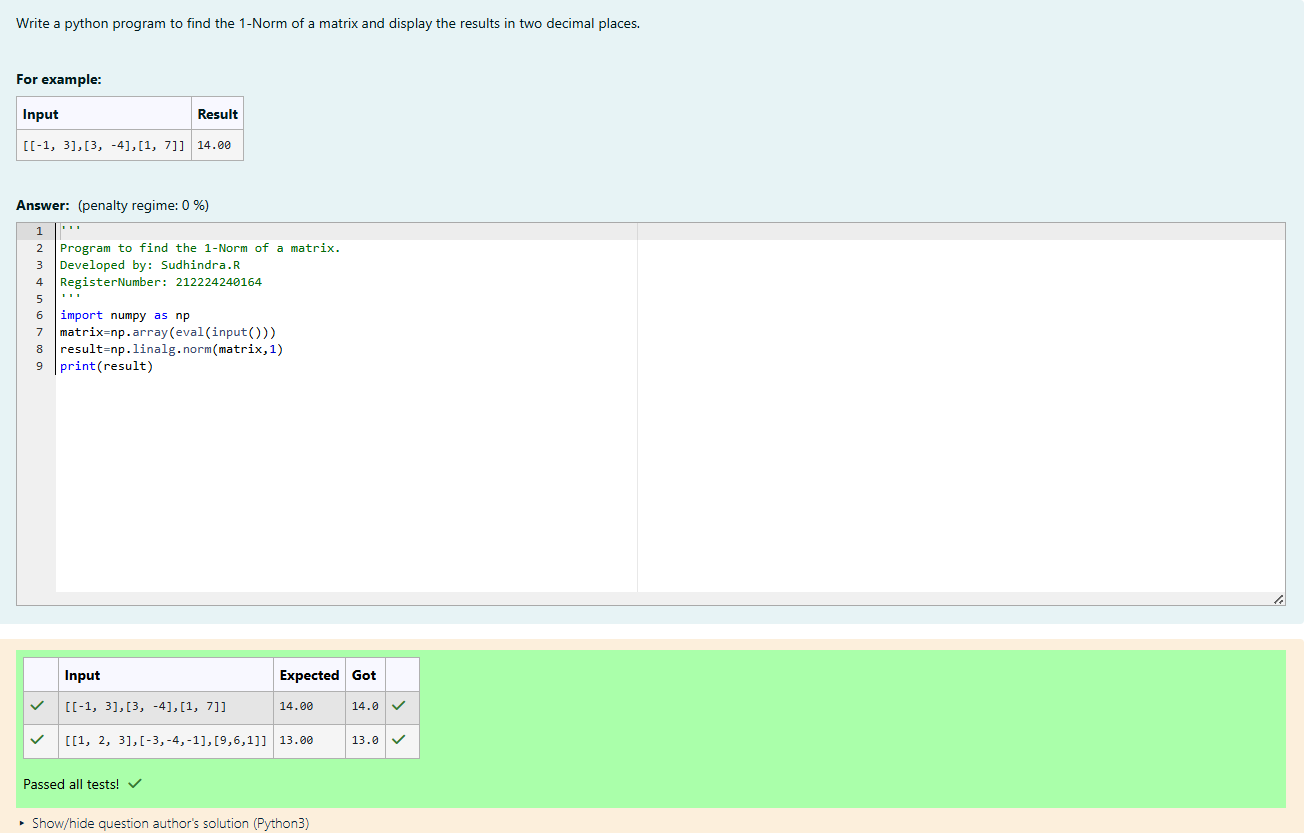 Write a python program to find the 1-Norm of a matrix and display the results in two decimal places.
For example:
Input Result
[[-1, 3],[3, -4],[1, 7]] 14.00
Answer: (penalty regime: 0 %)
1 '''
2 Program to find the 1-Norm of a matrix.
3 Developed by: Sudhindra.R
4 RegisterNumber: 212224240164
5 '''
6 import numpy as np
7 matrix=np.array(eval(input()))
8 result=np.linalg.norm(matrix,1)
9 print(result)
Input Expected Got
[[-1, 3],[3, -4],[1, 7]] 14.00 14.0
[[1, 2, 3],[-3,-4,-1],[9,6,1]] 13.00 13.0
Passed all tests!
Show/hide question author's solution (Python3)